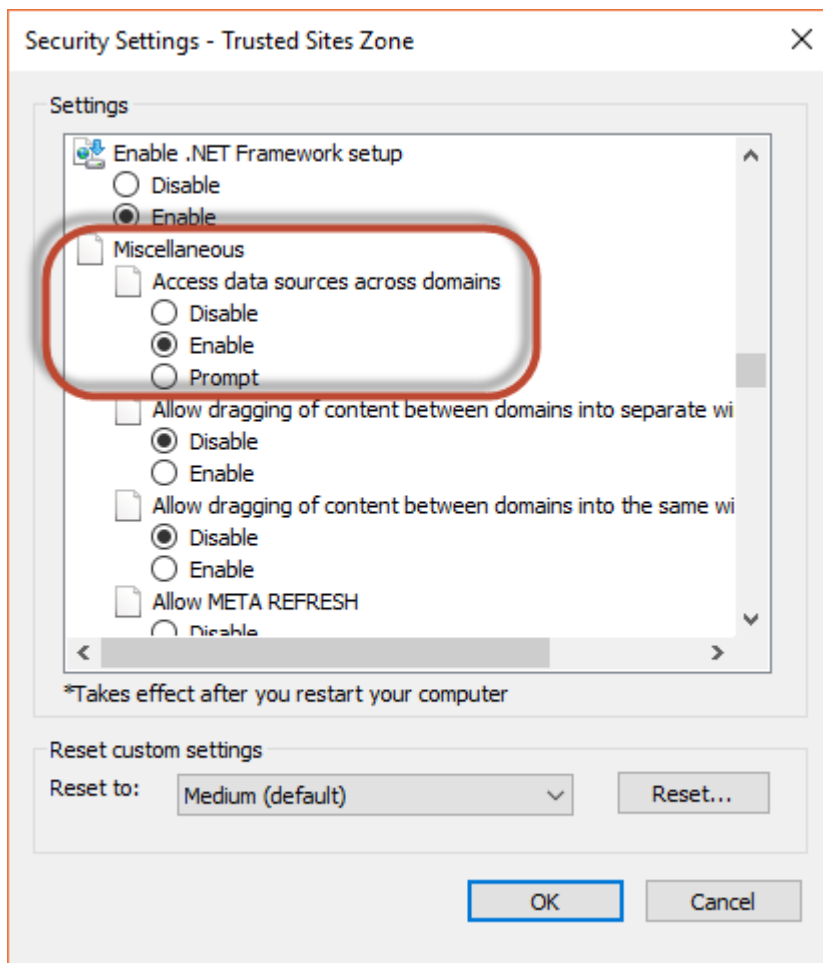 Security Settings - Trusted Sites Zone
Settings
Enable .NET Framework setup
Disable
Enable
Miscellaneous
Access data sources across domains
Disable
Enable
Prompt
Allow dragging of content between domains into separate wi
Disable
Enable
Allow dragging of content between domains into the same wi
Disable
Enable
Allow META REFRESH
Disable
*Takes effect after you restart your computer
Reset custom settings
Reset to:
Medium (default)
Reset...
OK
Cancel